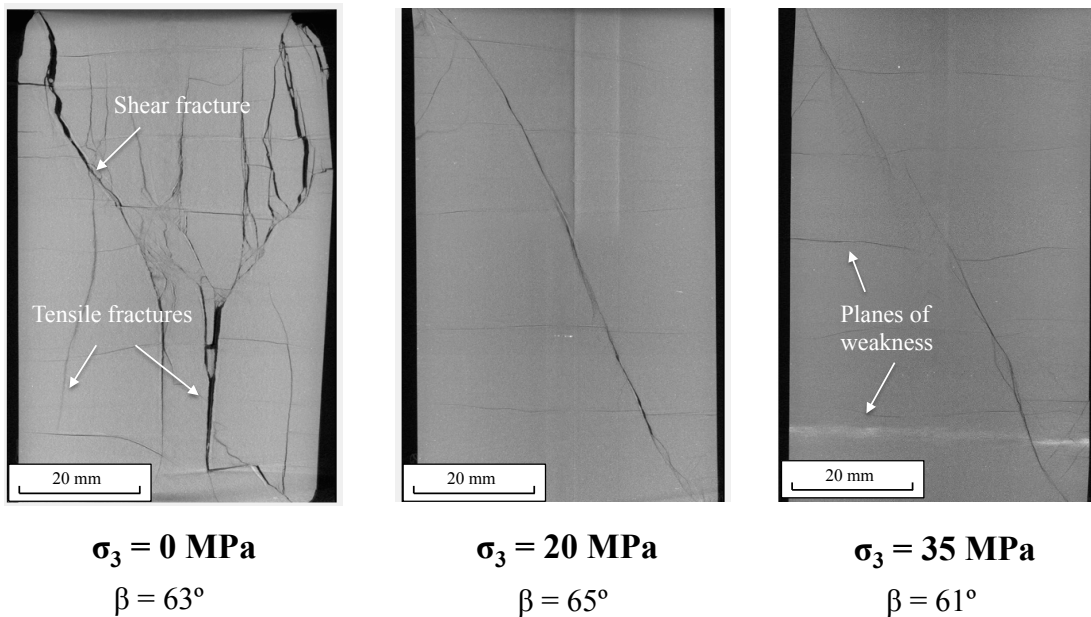 Shear fracture
Tensile fractures
20 mm
20 mm
Planes of
weakness
20 mm
σ₃ = 0 MPa
β = 63º
σ₃ = 20 MPa
β = 65º
σ₃ = 35 MPa
β = 61º